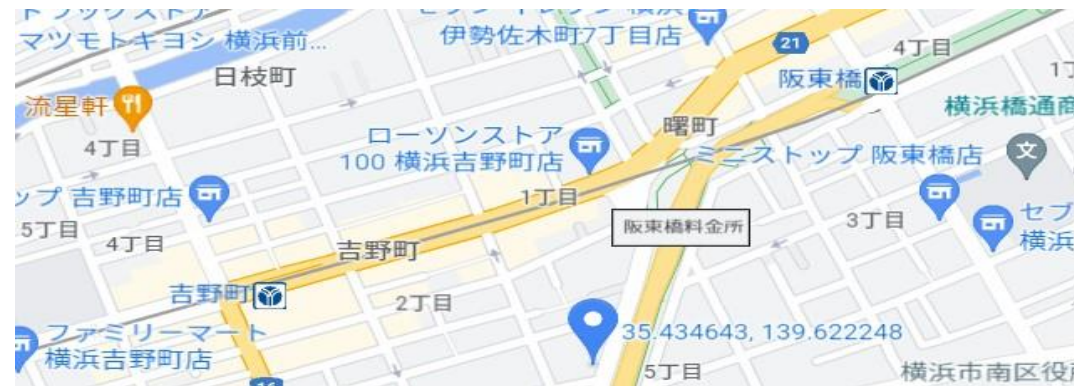 マツモトキヨシ 横浜前...
伊勢佐木町7丁目店
21
4丁目
日枝町
阪東橋
流星軒
横浜橋通商
曙町
ローソンストア
100 横浜吉野町店
4丁目
ミニストップ 阪東橋店
文
ップ 吉野町店
1丁目
3丁目
セブ
横浜
阪東橋料金所
5丁目
4丁目
吉野町
吉野町
2丁目
35.434643, 139.622248
ファミリーマート
横浜吉野町店
5丁目
横浜市南区役
16